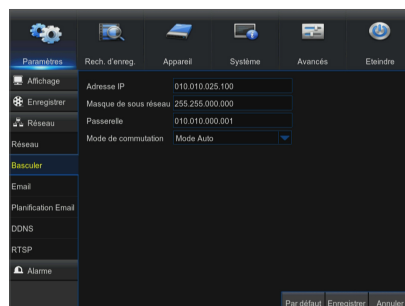 Paramètres
Rech. d'enreg.
Appareil
Système
Avancés
Eteindre
Affichage
Enregistrer
Réseau
Réseau
Basculer
Email
Planification Email
DDNS
RTSP
Alarme
Adresse IP 010.010.025.100
Masque de sous réseau 255.255.000.000
Passerelle 010.010.000.001
Mode de commutation Mode Auto
Par défaut Enregistrer Annuler